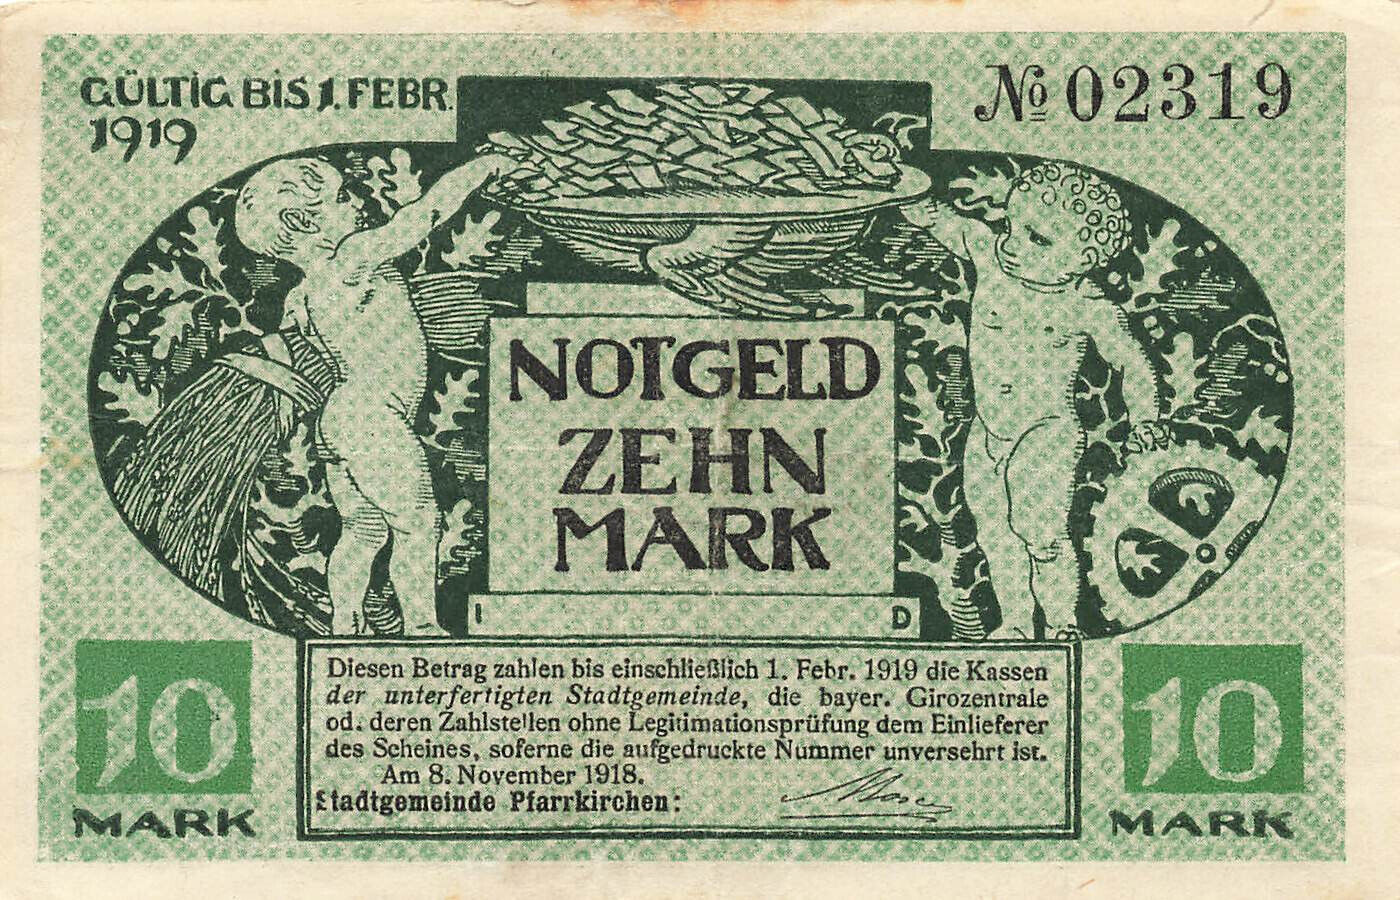 GÜLTIG BIS 1. FEBR.
1919
№ 02319
NOTGELD
ZEHN
MARK
I D
Diesen Betrag zahlen bis einschließlich 1. Febr. 1919 die Kassen
der unterfertigten Stadtgemeinde, die bayer. Girozentrale
od. deren Zahlstellen ohne Legitimationsprüfung dem Einlieferer
des Scheines, soferne die aufgedruckte Nummer unversehrt ist.
Am 8. November 1918.
Stadtgemeinde Pfarrkirchen:
10
MARK
10
MARK